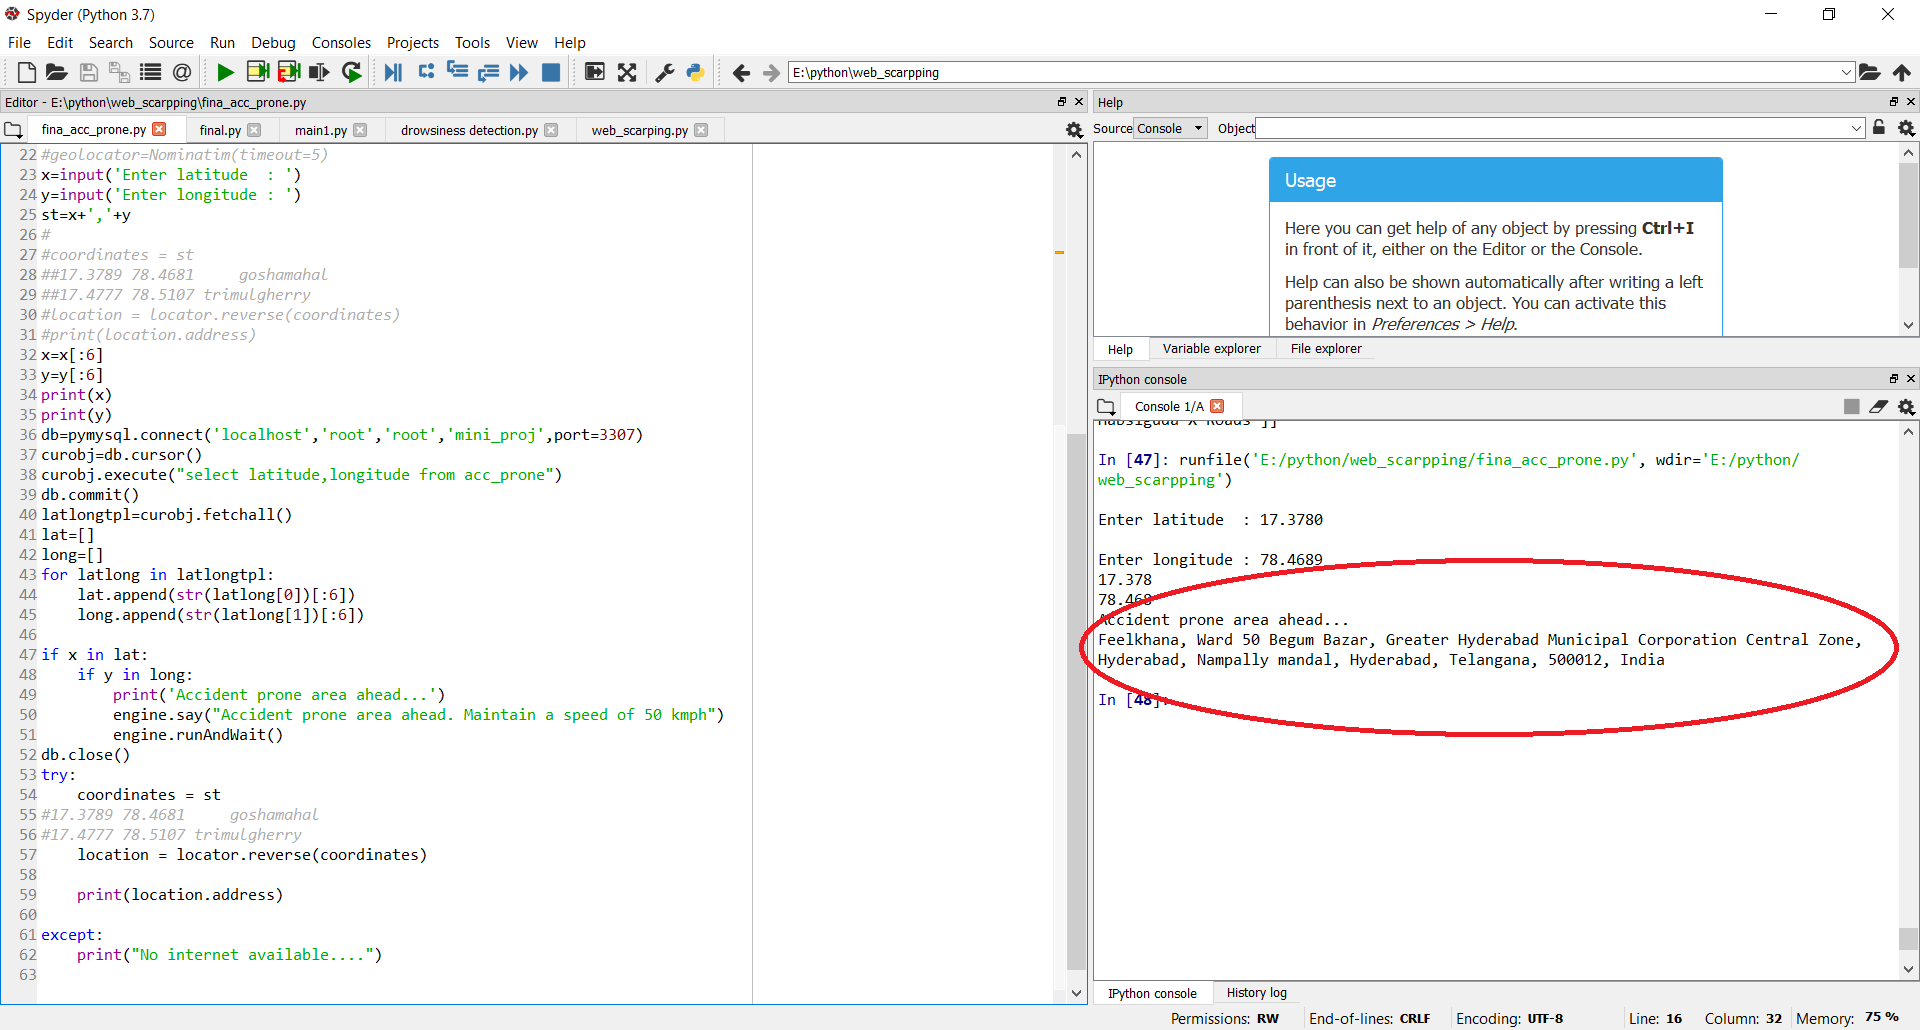 Spyder (Python 3.7)
File Edit Search Source Run Debug Consoles Projects Tools View Help
E:\python\web_scarpping
Editor - E:\python\web_scarpping\fina_acc_prone.py
fina_acc_prone.py final.py main1.py drowsiness detection.py web_scarping.py
22 #geolocator=Nominatim(timeout=5)
23 x=input('Enter latitude  : ')
24 y=input('Enter longitude : ')
25 st=x+','+y
26 #
27 #coordinates = st
28 ##17.3789 78.4681     goshamahal
29 ##17.4777 78.5107 trimulgherry
30 #location = locator.reverse(coordinates)
31 #print(location.address)
32 x=x[:6]
33 y=y[:6]
34 print(x)
35 print(y)
36 db=pymysql.connect('localhost','root','root','mini_proj',port=3307)
37 curobj=db.cursor()
38 curobj.execute("select latitude,longitude from acc_prone")
39 db.commit()
40 latlongtpl=curobj.fetchall()
41 lat=[]
42 long=[]
43 for latlong in latlongtpl:
44     lat.append(str(latlong[0])[:6])
45     long.append(str(latlong[1])[:6])
46
47 if x in lat:
48     if y in long:
49         print('Accident prone area ahead...')
50         engine.say("Accident prone area ahead. Maintain a speed of 50 kmph")
51         engine.runAndWait()
52 db.close()
53 try:
54     coordinates = st
55 #17.3789 78.4681     goshamahal
56 #17.4777 78.5107 trimulgherry
57     location = locator.reverse(coordinates)
58
59     print(location.address)
60
61 except:
62     print("No internet available....")
63
Help
Source Console Object
Usage
Here you can get help of any object by pressing Ctrl+I
in front of it, either on the Editor or the Console.
Help can also be shown automatically after writing a left
parenthesis next to an object. You can activate this
behavior in Preferences > Help.
Help Variable explorer File explorer
IPython console
Console 1/A
Habsiguda X Roads ]]
In [47]: runfile('E:/python/web_scarpping/fina_acc_prone.py', wdir='E:/python/
web_scarpping')
Enter latitude  : 17.3780
Enter longitude : 78.4689
17.378
78.468
Accident prone area ahead...
Feelkhana, Ward 50 Begum Bazar, Greater Hyderabad Municipal Corporation Central Zone,
Hyderabad, Nampally mandal, Hyderabad, Telangana, 500012, India
In [48]:
IPython console History log
Permissions: RW End-of-lines: CRLF Encoding: UTF-8 Line: 16 Column: 32 Memory: 75 %